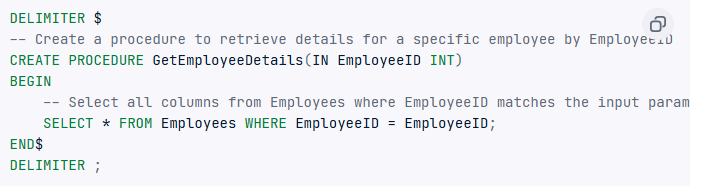 DELIMITER $
-- Create a procedure to retrieve details for a specific employee by EmployeeID
CREATE PROCEDURE GetEmployeeDetails(IN EmployeeID INT)
BEGIN
    -- Select all columns from Employees where EmployeeID matches the input param
    SELECT * FROM Employees WHERE EmployeeID = EmployeeID;
END$
DELIMITER ;